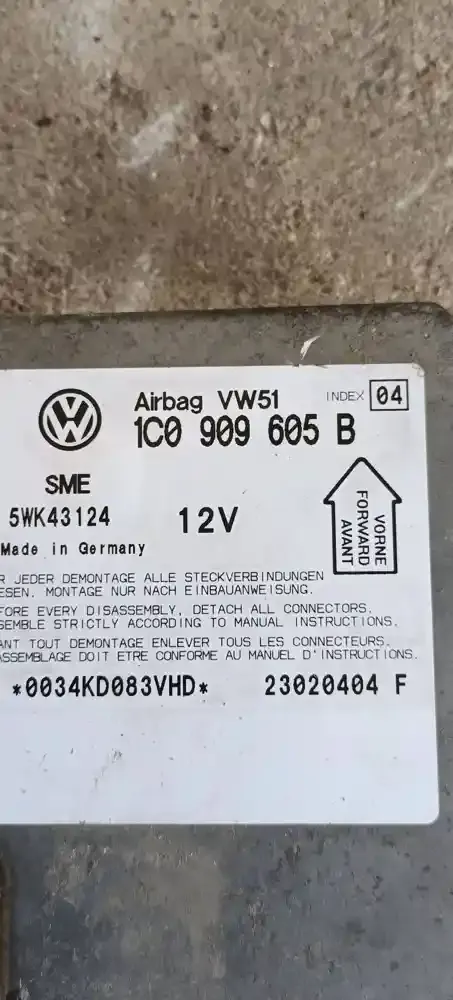 Airbag VW51 INDEX 04
1C0 909 605 B
SME
5WK43124 12V
VORNE
FORWARD
AVANT
Made in Germany
R JEDER DEMONTAGE ALLE STECKVERBINDUNGEN
ESEN. MONTAGE NUR NACH EINBAUANWEISUNG.
FORE EVERY DISASSEMBLY, DETACH ALL CONNECTORS.
SEMBLE STRICTLY ACCORDING TO MANUAL INSTRUCTIONS.
ANT TOUT DEMONTAGE ENLEVER TOUS LES CONNECTEURS.
ASSEMBLAGE DOIT ETRE CONFORME AU MANUEL D'INSTRUCTIONS.
*0034KD083VHD* 23020404 F